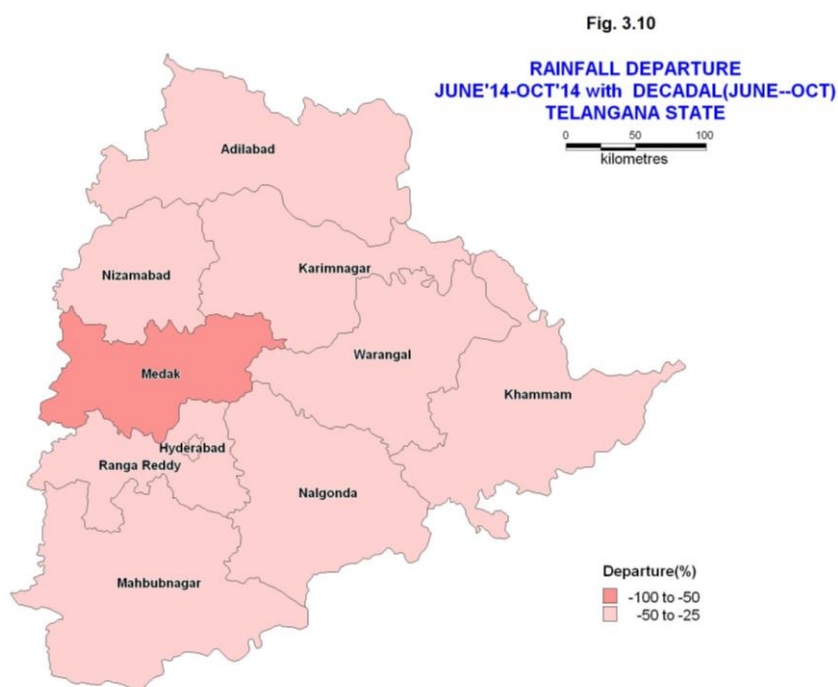 Fig. 3.10
RAINFALL DEPARTURE
JUNE'14-OCT'14 with DECADAL(JUNE--OCT)
TELANGANA STATE
0 50 100
kilometres
Adilabad
Nizamabad
Karimnagar
Warangal
Medak
Khammam
Hyderabad
Ranga Reddy
Nalgonda
Mahbubnagar
Departure(%)
-100 to -50
-50 to -25